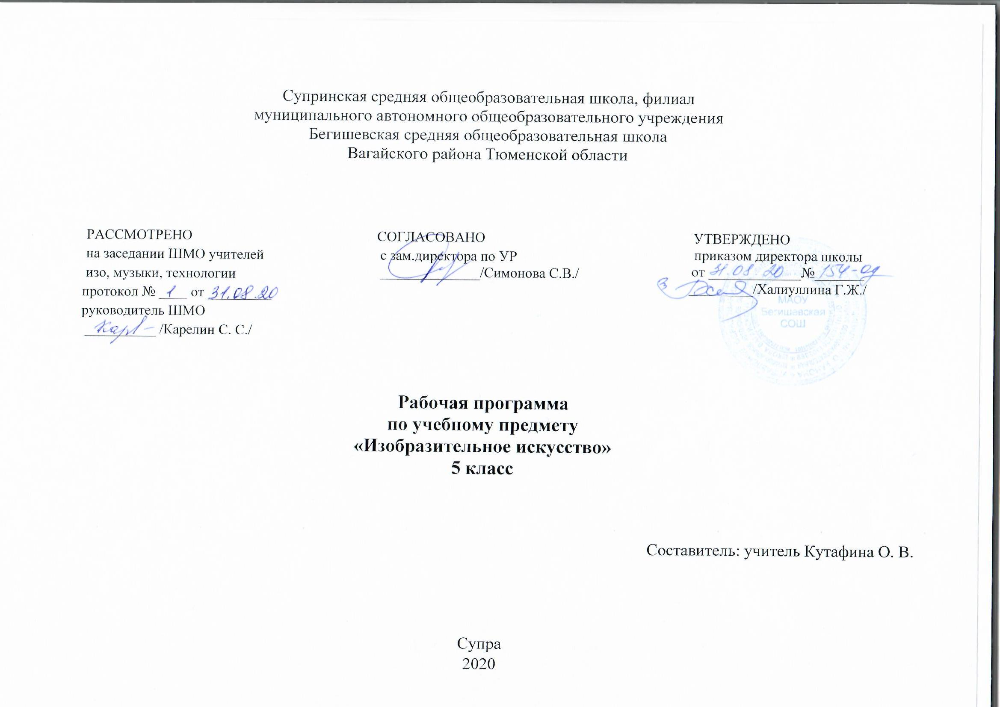 Супринская средняя общеобразовательная школа, филиал
муниципального автономного общеобразовательного учреждения
Бегишевская средняя общеобразовательная школа
Вагайского района Тюменской области
РАССМОТРЕНО
на заседании ШМО учителей
изо, музыки, технологии
протокол № 1 от 31.08.20
руководитель ШМО
/Карелин С. С./
СОГЛАСОВАНО
с зам.директора по УР
/Симонова С.В./
УТВЕРЖДЕНО
приказом директора школы
от 31.08.20 № 154-од
/Халиуллина Г.Ж./
МАОУ
Бегишевская
СОШ
Рабочая программа
по учебному предмету
«Изобразительное искусство»
5 класс
Составитель: учитель Кутафина О. В.
Супра
2020